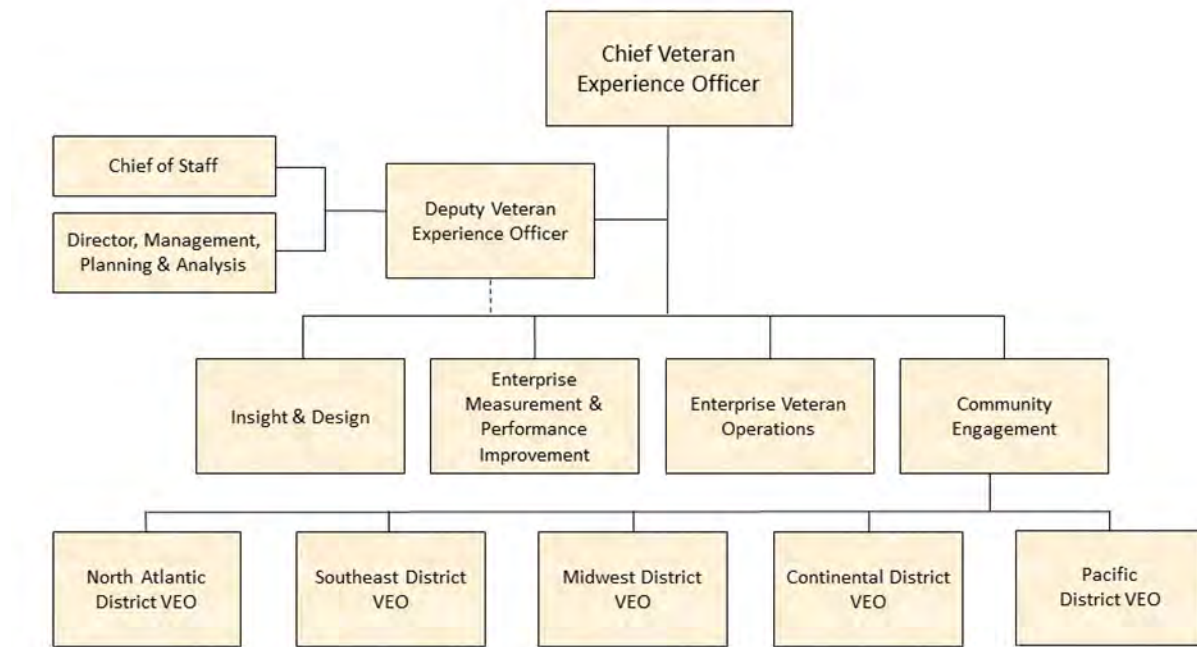 Chief Veteran
Experience Officer
Chief of Staff
Deputy Veteran
Experience Officer
Director, Management,
Planning & Analysis
Insight & Design
Enterprise
Measurement &
Performance
Improvement
Enterprise Veteran
Operations
Community
Engagement
North Atlantic
District VEO
Southeast District
VEO
Midwest District
VEO
Continental District
VEO
Pacific
District VEO